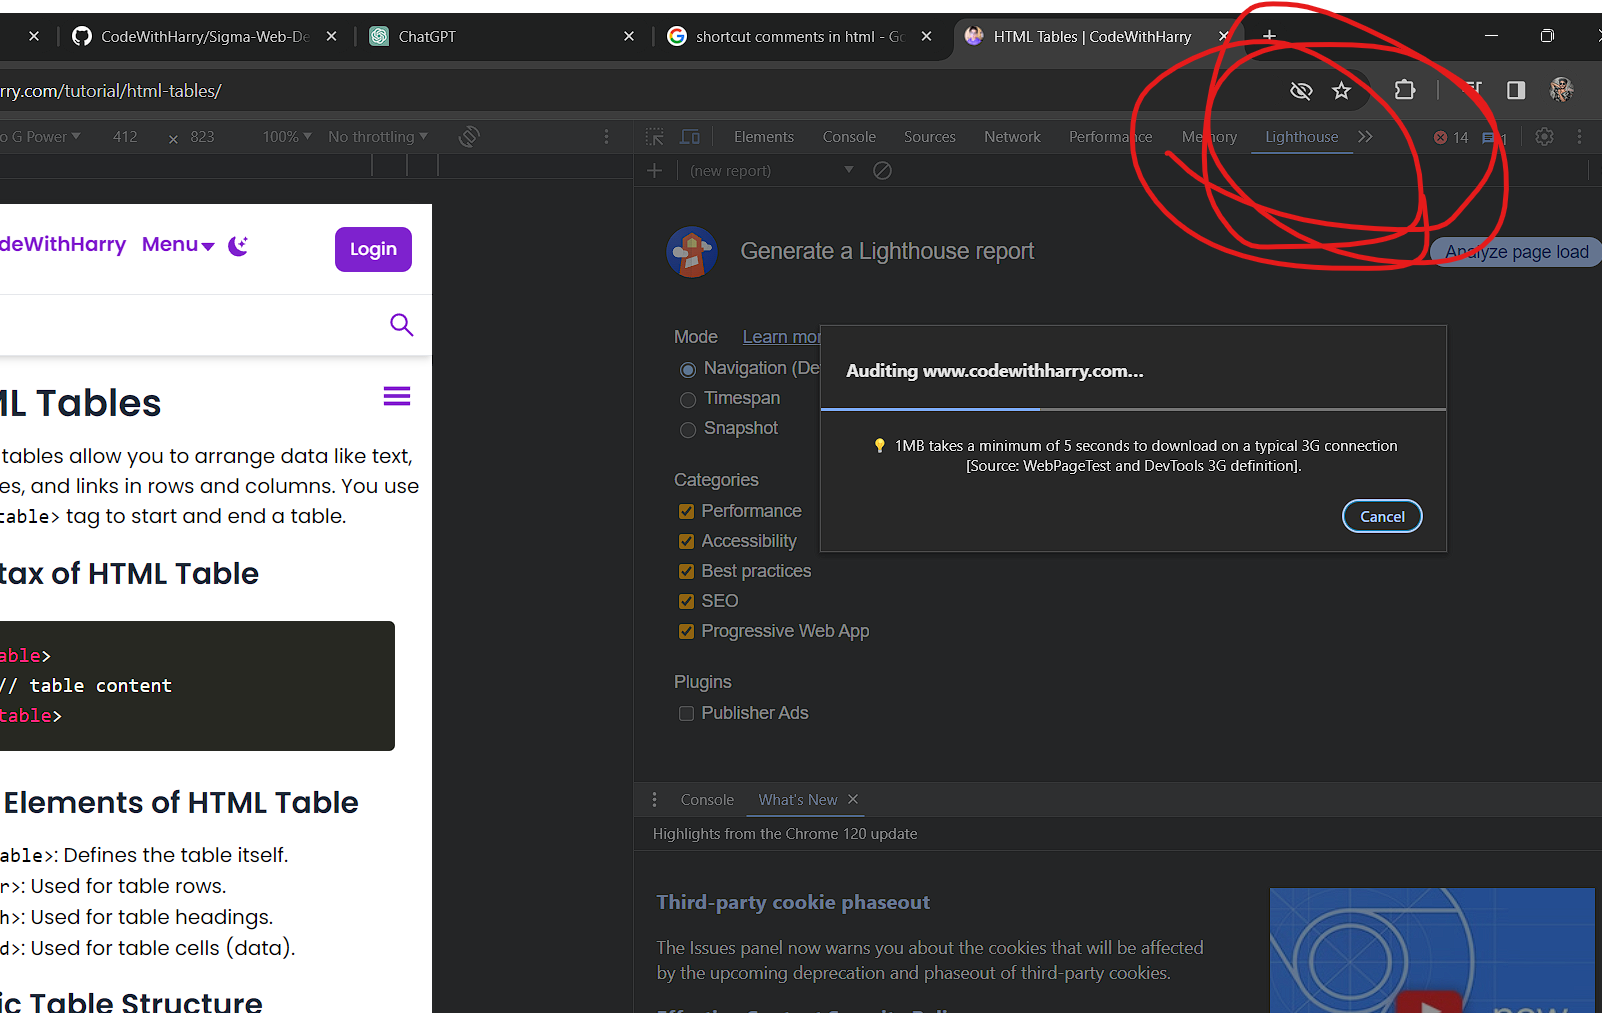 CodeWithHarry/Sigma-Web-De
ChatGPT
shortcut comments in html - Go
HTML Tables | CodeWithHarry
rry.com/tutorial/html-tables/
o G Power
412
x
823
100%
No throttling
Elements
Console
Sources
Network
Performance
Memory
Lighthouse
14
1
(new report)
deWithHarry
Menu
Login
Generate a Lighthouse report
Analyze page load
Mode
Learn mor
Navigation (De
Timespan
Snapshot
Auditing www.codewithharry.com...
1MB takes a minimum of 5 seconds to download on a typical 3G connection
[Source: WebPageTest and DevTools 3G definition].
Cancel
Categories
Performance
Accessibility
Best practices
SEO
Progressive Web App
Plugins
Publisher Ads
ML Tables
tables allow you to arrange data like text,
es, and links in rows and columns. You use
table> tag to start and end a table.
tax of HTML Table
able>
// table content
table>
Elements of HTML Table
able>: Defines the table itself.
r>: Used for table rows.
h>: Used for table headings.
d>: Used for table cells (data).
ic Table Structure
Console
What's New
Highlights from the Chrome 120 update
Third-party cookie phaseout
The Issues panel now warns you about the cookies that will be affected
by the upcoming deprecation and phaseout of third-party cookies.
new